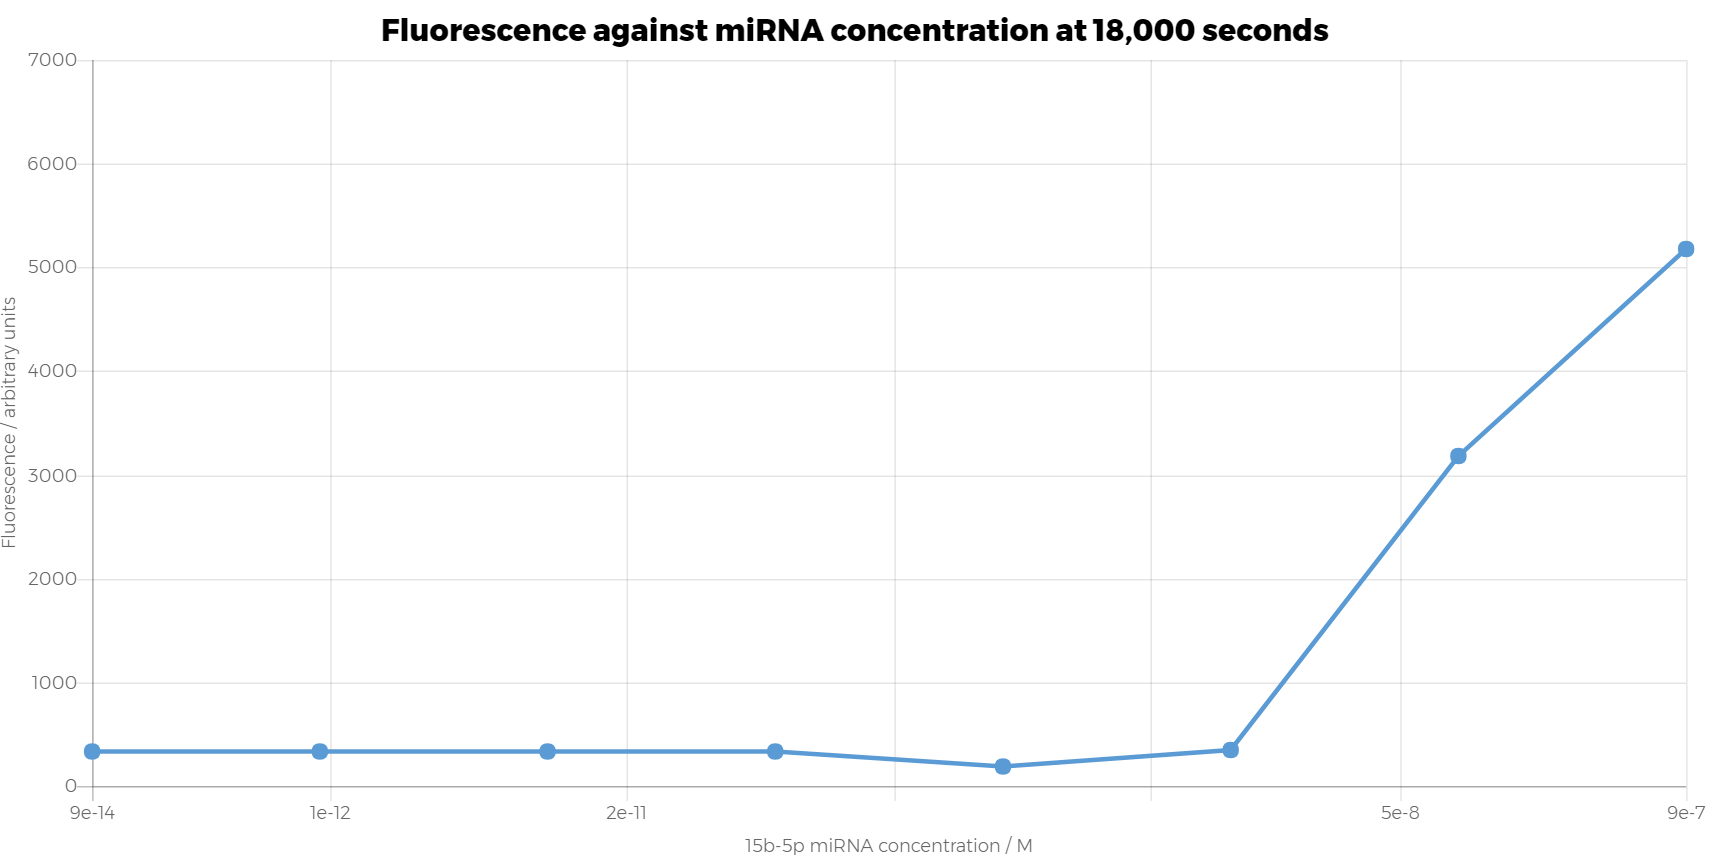 Fluorescence against miRNA concentration at 18,000 seconds
7000
6000
5000
4000
3000
2000
1000
0
Fluorescence / arbitrary units
9e-14
1e-12
2e-11
5e-8
9e-7
15b-5p miRNA concentration / M